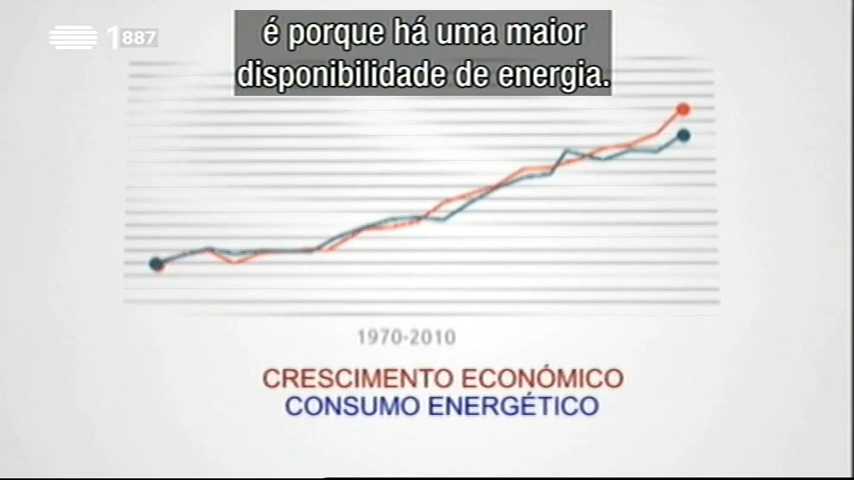 1 887
é porque há uma maior
disponibilidade de energia.
1970-2010
CRESCIMENTO ECONÓMICO
CONSUMO ENERGÉTICO